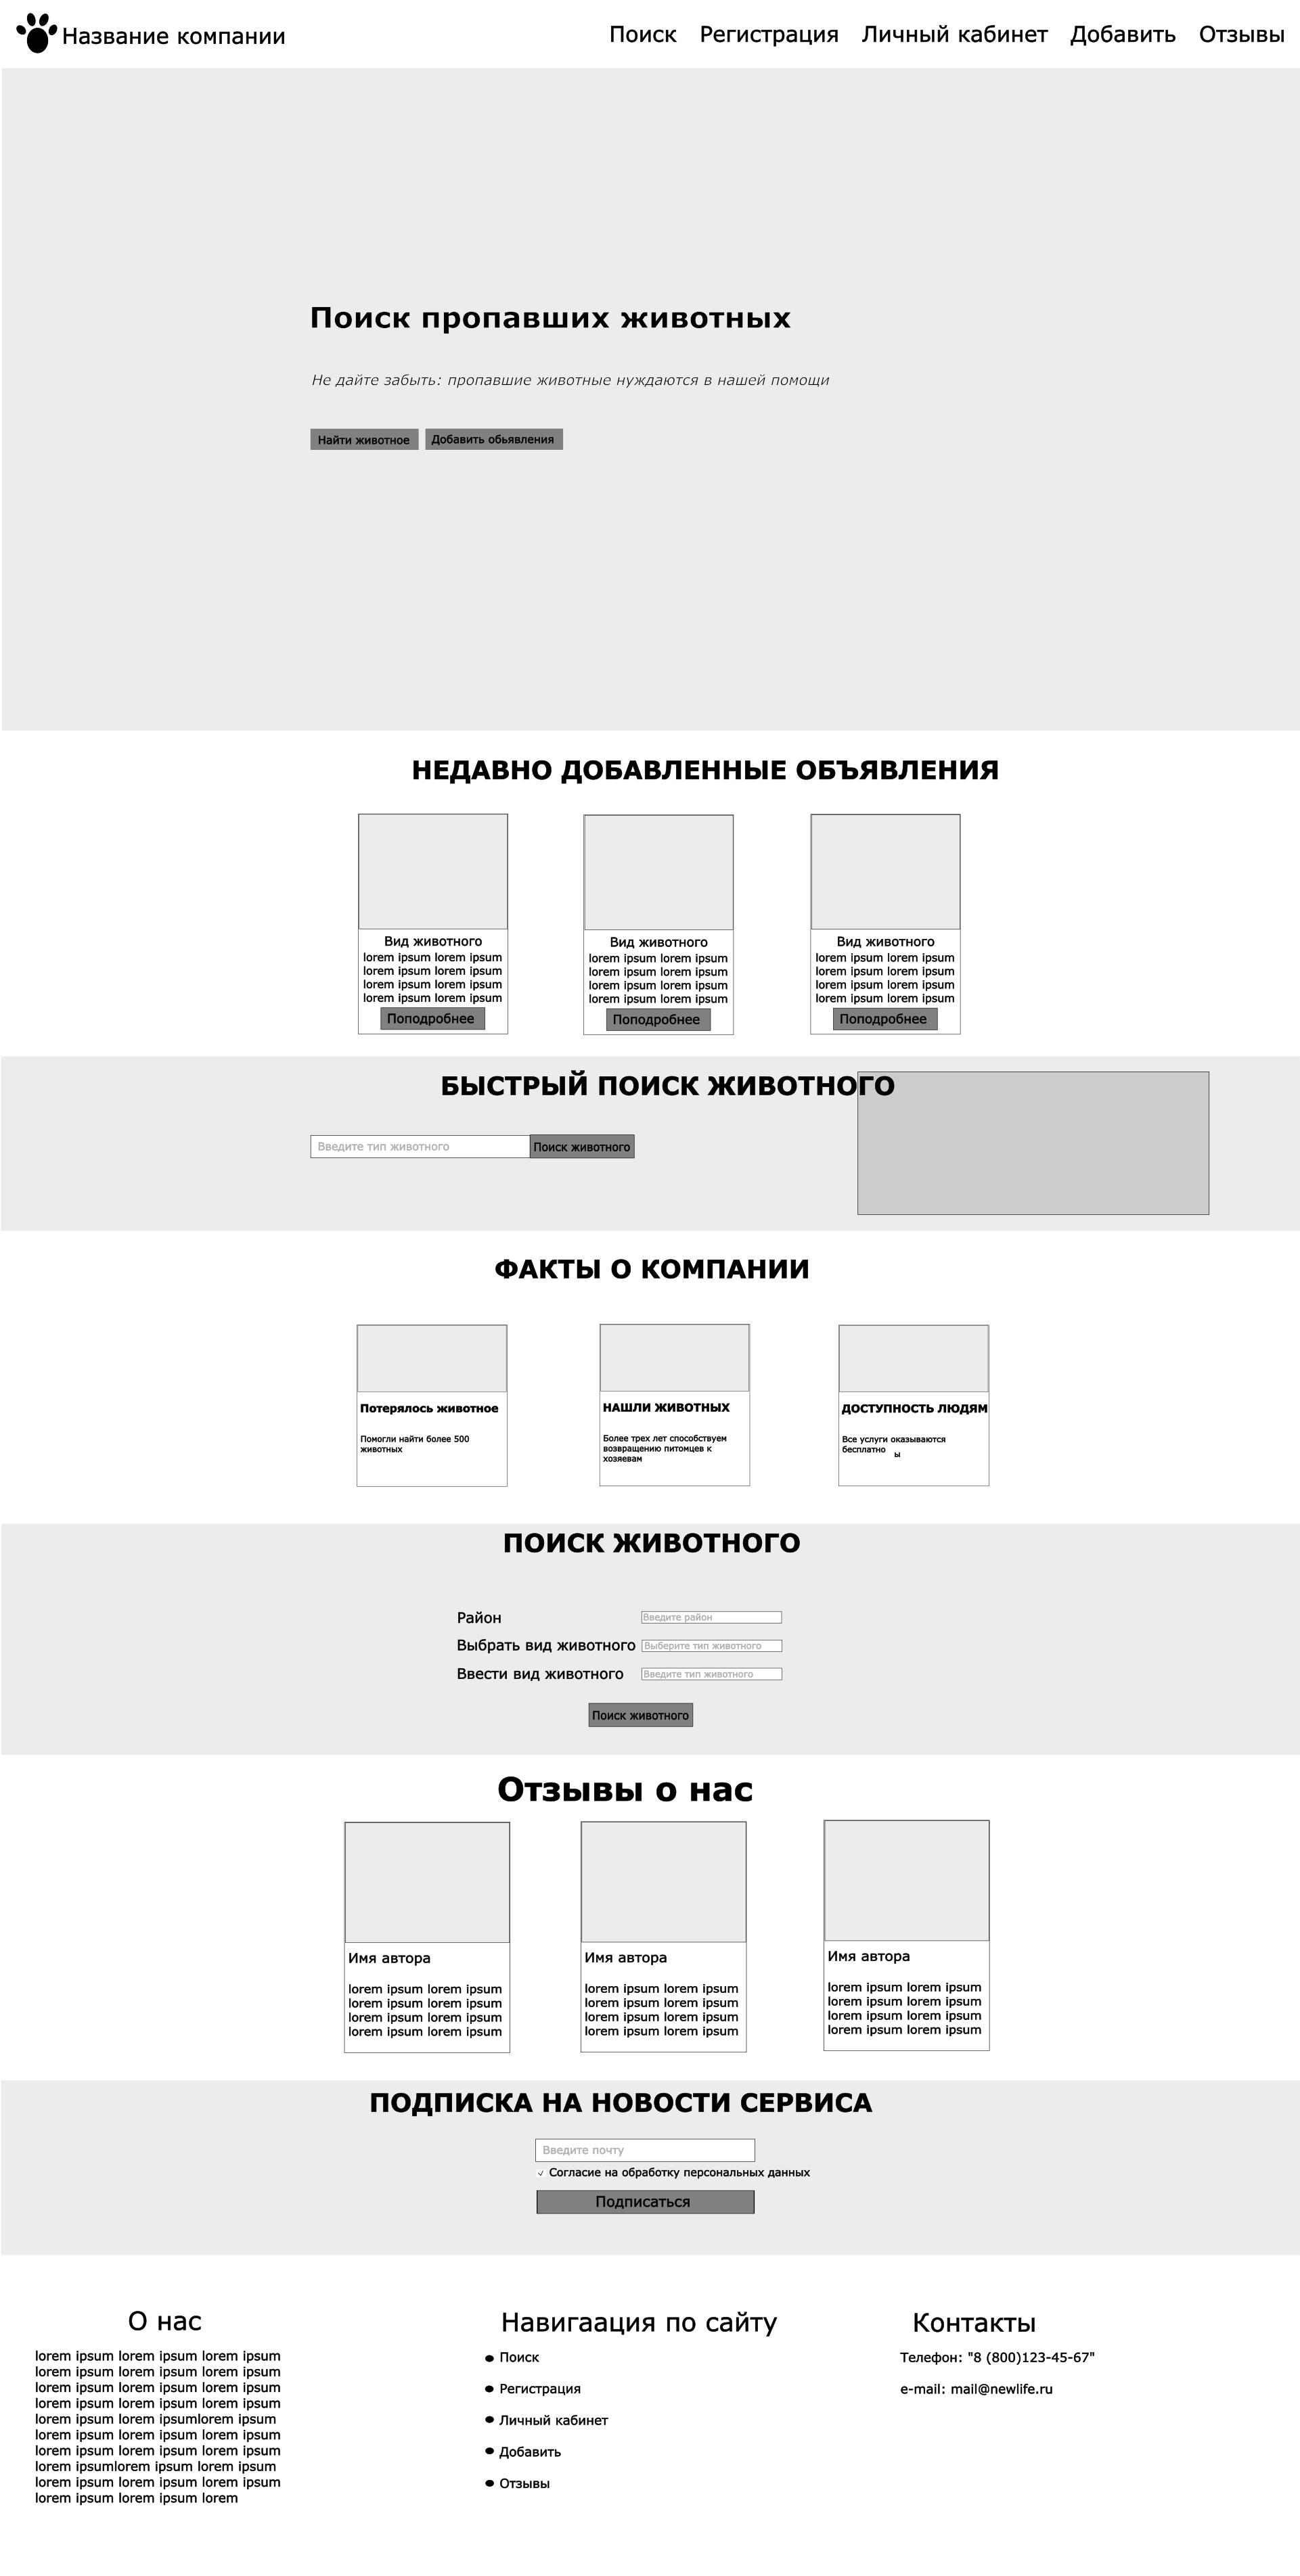 Название компании
Поиск Регистрация Личный кабинет Добавить Отзывы
Поиск пропавших животных
Не дайте забыть: пропавшие животные нуждаются в нашей помощи
Найти животное
Добавить обьявления
НЕДАВНО ДОБАВЛЕННЫЕ ОБЪЯВЛЕНИЯ
Вид животного
lorem ipsum lorem ipsum
lorem ipsum lorem ipsum
lorem ipsum lorem ipsum
lorem ipsum lorem ipsum
Поподробнее
Вид животного
lorem ipsum lorem ipsum
lorem ipsum lorem ipsum
lorem ipsum lorem ipsum
lorem ipsum lorem ipsum
Поподробнее
Вид животного
lorem ipsum lorem ipsum
lorem ipsum lorem ipsum
lorem ipsum lorem ipsum
lorem ipsum lorem ipsum
Поподробнее
БЫСТРЫЙ ПОИСК ЖИВОТНОГО
Введите тип животного
Поиск животного
ФАКТЫ О КОМПАНИИ
Потерялось животное
Помогли найти более 500
животных
НАШЛИ ЖИВОТНЫХ
Более трех лет способствуем
возвращению питомцев к
хозяевам
ДОСТУПНОСТЬ ЛЮДЯМ
Все услуги оказываются
бесплатно
ы
ПОИСК ЖИВОТНОГО
Район
Введите район
Выбрать вид животного
Выберите тип животного
Ввести вид животного
Введите тип животного
Поиск животного
Отзывы о нас
Имя автора
lorem ipsum lorem ipsum
lorem ipsum lorem ipsum
lorem ipsum lorem ipsum
lorem ipsum lorem ipsum
Имя автора
lorem ipsum lorem ipsum
lorem ipsum lorem ipsum
lorem ipsum lorem ipsum
lorem ipsum lorem ipsum
Имя автора
lorem ipsum lorem ipsum
lorem ipsum lorem ipsum
lorem ipsum lorem ipsum
lorem ipsum lorem ipsum
ПОДПИСКА НА НОВОСТИ СЕРВИСА
Введите почту
Согласие на обработку персональных данных
Подписаться
О нас
lorem ipsum lorem ipsum lorem ipsum
lorem ipsum lorem ipsum lorem ipsum
lorem ipsum lorem ipsum lorem ipsum
lorem ipsum lorem ipsum lorem ipsum
lorem ipsum lorem ipsumlorem ipsum
lorem ipsum lorem ipsum lorem ipsum
lorem ipsum lorem ipsum lorem ipsum
lorem ipsumlorem ipsum lorem ipsum
lorem ipsum lorem ipsum lorem ipsum
lorem ipsum lorem ipsum lorem
Навигаация по сайту
Поиск
Регистрация
Личный кабинет
Добавить
Отзывы
Контакты
Телефон: "8 (800)123-45-67"
e-mail: mail@newlife.ru